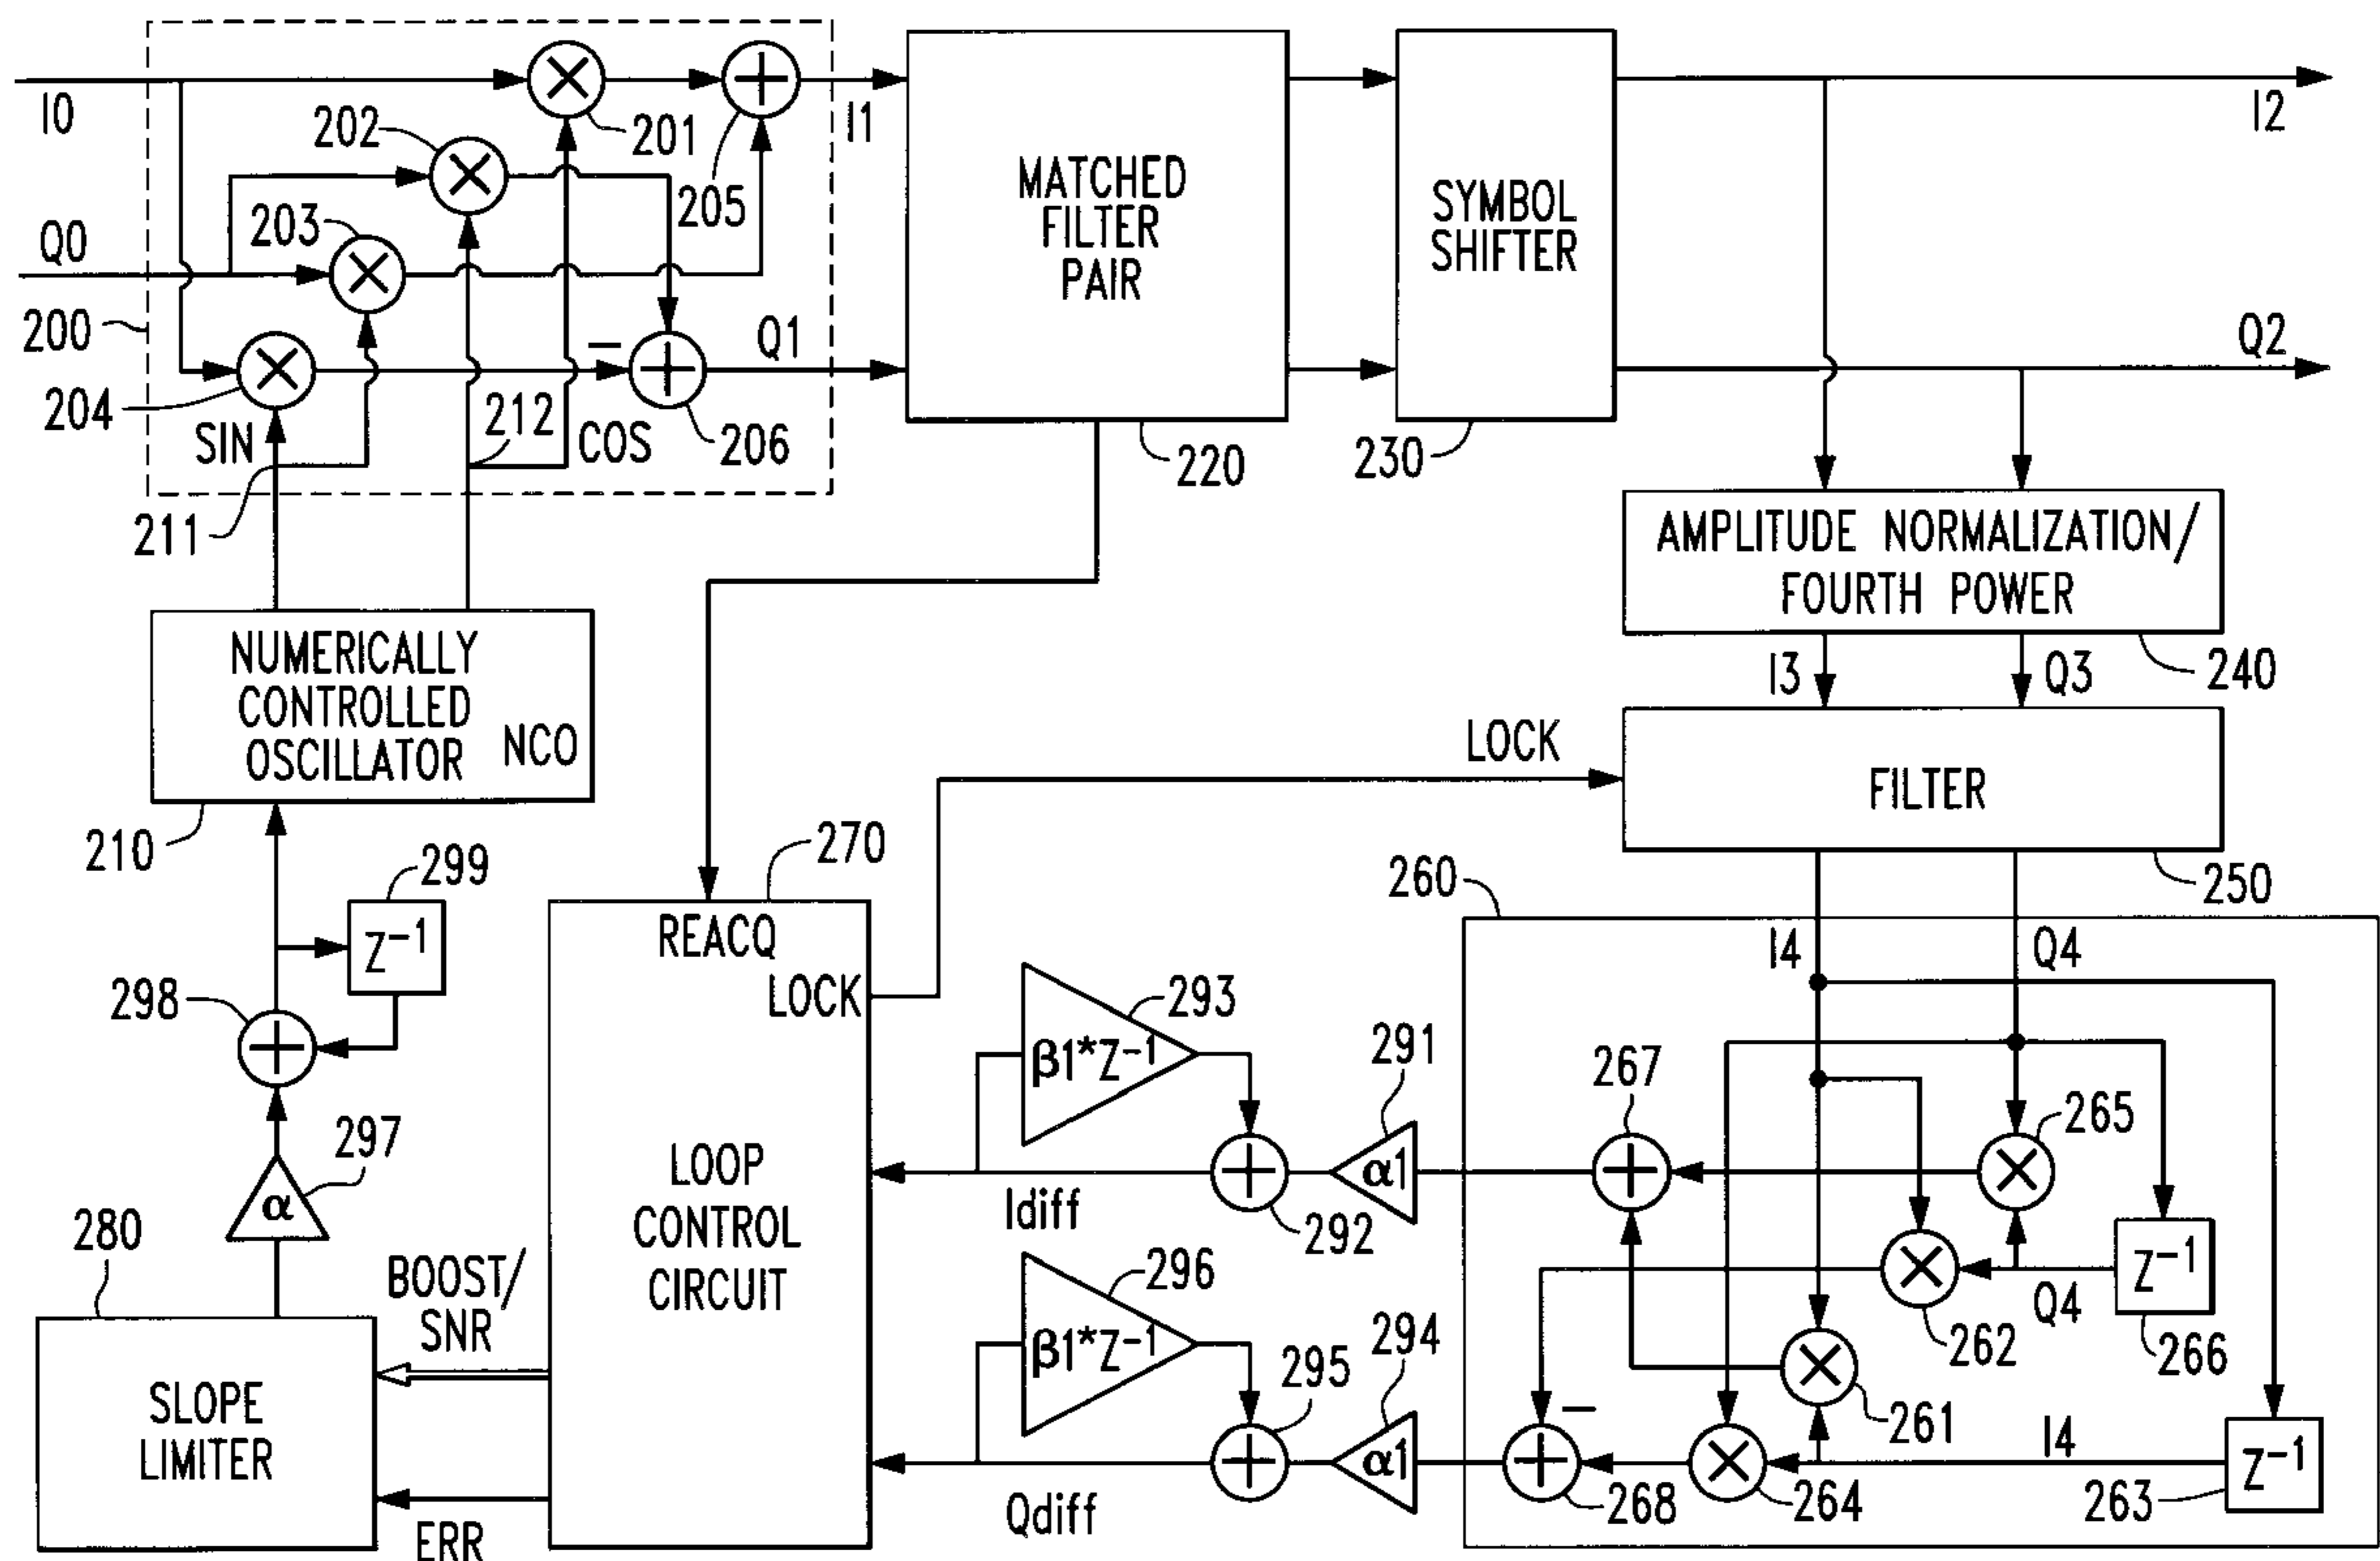 I0
202
201
205
I1
MATCHED
FILTER
PAIR
SYMBOL
SHIFTER
I2
Q0
203
200
204
SIN
211
212
COS
206
−
Q1
220
230
Q2
AMPLITUDE NORMALIZATION/
FOURTH POWER
240
I3
Q3
NUMERICALLY
CONTROLLED
OSCILLATOR
NCO
210
LOCK
FILTER
250
299
Z⁻¹
298
297
α
270
REACQ
LOCK
LOOP
CONTROL
CIRCUIT
280
SLOPE
LIMITER
BOOST/
SNR
ERR
293
β1*Z⁻¹
291
α1
292
Idiff
296
β1*Z⁻¹
294
α1
295
Qdiff
260
I4
Q4
267
265
Z⁻¹
266
Q4
262
261
−
268
264
I4
Z⁻¹
263